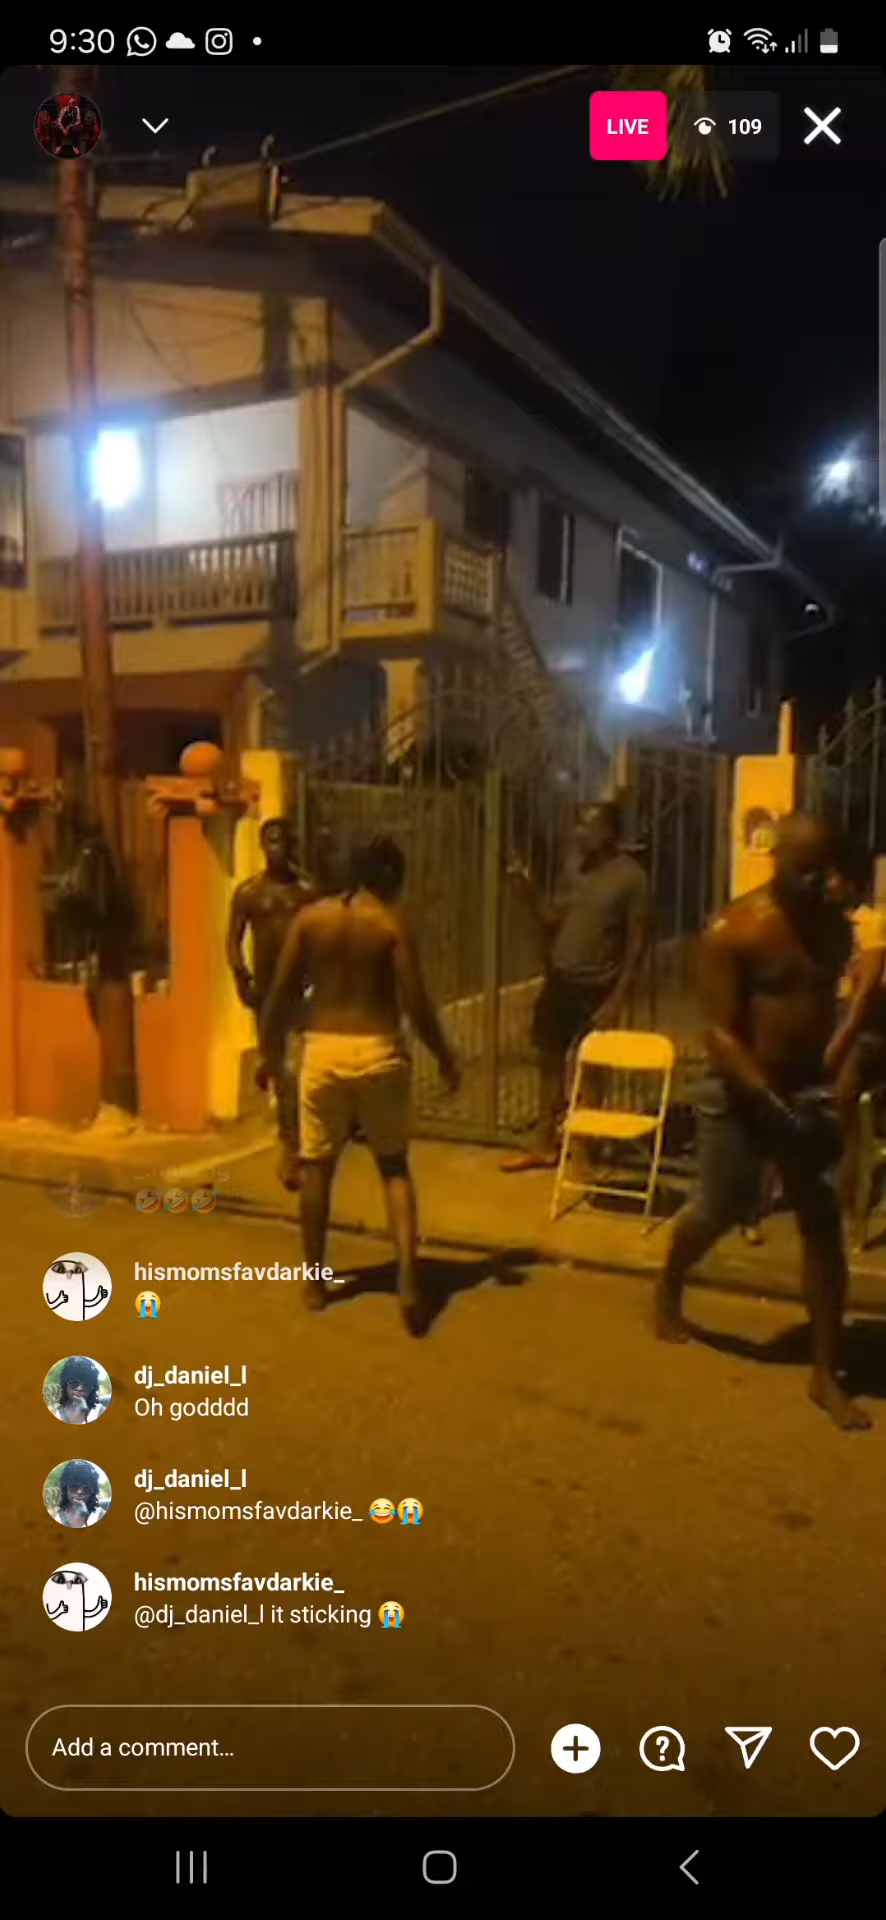 9:30
LIVE
109
hismomsfavdarkie_
😭
dj_daniel_l
Oh godddd
dj_daniel_l
@hismomsfavdarkie_ 😂😭
hismomsfavdarkie_
@dj_daniel_l it sticking 😭
Add a comment...